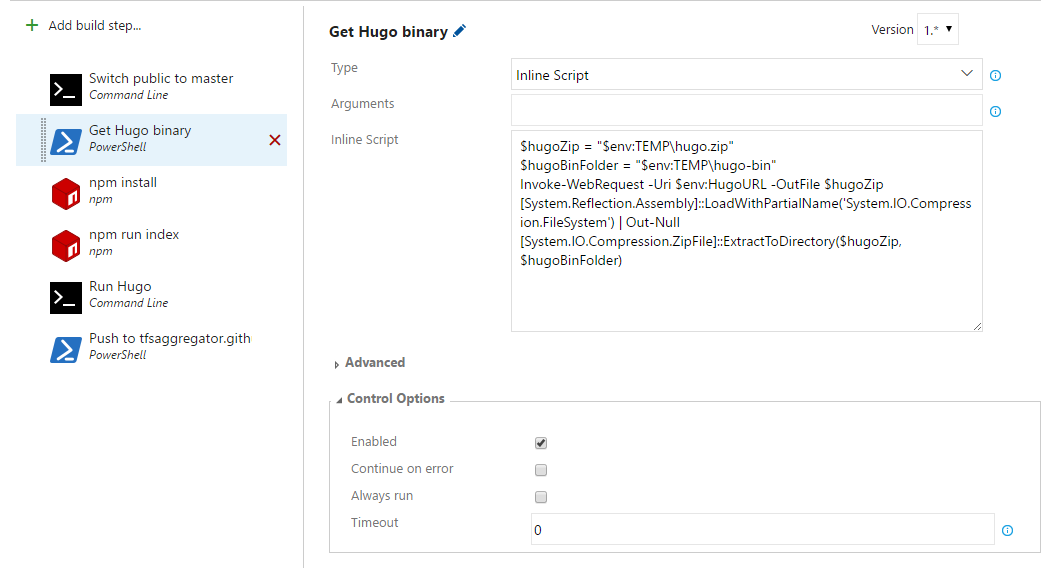 + Add build step...
Switch public to master
Command Line
Get Hugo binary
PowerShell
npm install
npm
npm run index
npm
Run Hugo
Command Line
Push to tfsaggregator.gith
PowerShell
Get Hugo binary
Version 1.*
Type Inline Script
Arguments
Inline Script
$hugoZip = "$env:TEMP\hugo.zip"
$hugoBinFolder = "$env:TEMP\hugo-bin"
Invoke-WebRequest -Uri $env:HugoURL -OutFile $hugoZip
[System.Reflection.Assembly]::LoadWithPartialName('System.IO.Compress
ion.FileSystem') | Out-Null
[System.IO.Compression.ZipFile]::ExtractToDirectory($hugoZip,
$hugoBinFolder)
Advanced
Control Options
Enabled
Continue on error
Always run
Timeout 0